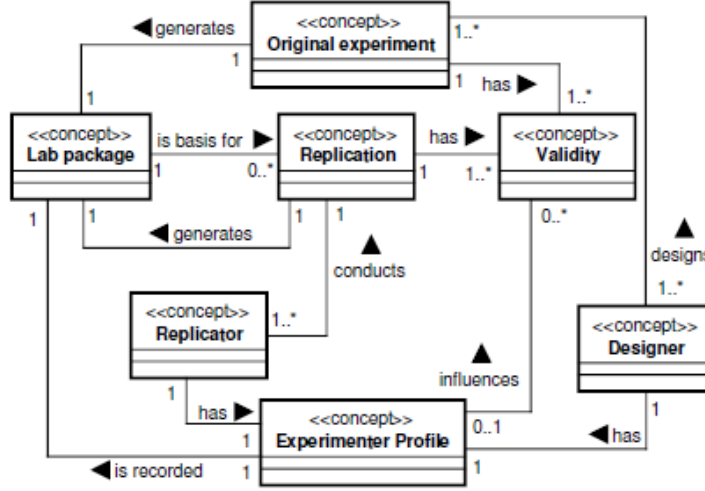 <<concept>>
Original experiment
◀ generates
1
1..*
1
has ▶
1
1..*
<<concept>>
Lab package
is basis for ▶
1
0..*
<<concept>>
Replication
has ▶
1
1..*
<<concept>>
Validity
1
1
◀ generates
1
1
0..*
▲
conducts
▲
designs
1..*
<<concept>>
Replicator
1..*
<<concept>>
Designer
▲
influences
1
has ▶
1
0..1
1
◀ has
<<concept>>
Experimenter Profile
1
1
◀ is recorded